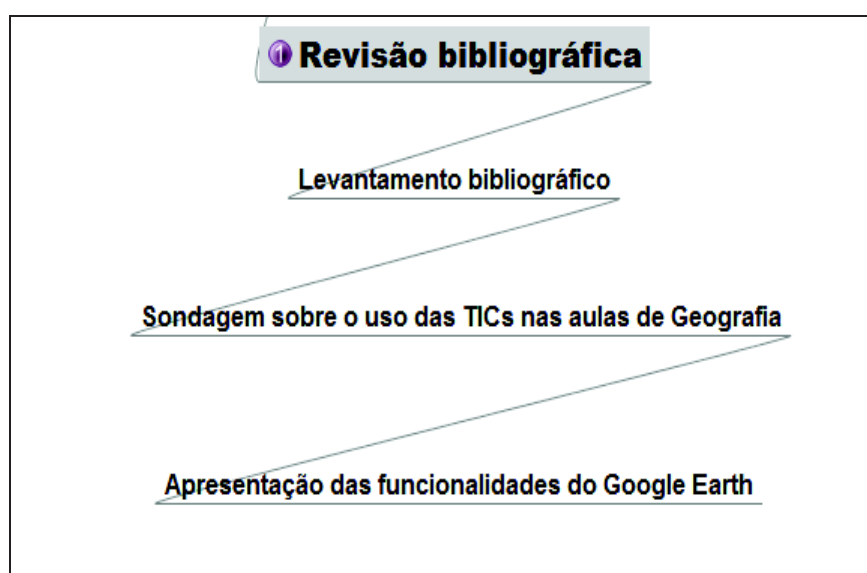 1 Revisão bibliográfica
Levantamento bibliográfico
Sondagem sobre o uso das TICs nas aulas de Geografia
Apresentação das funcionalidades do Google Earth